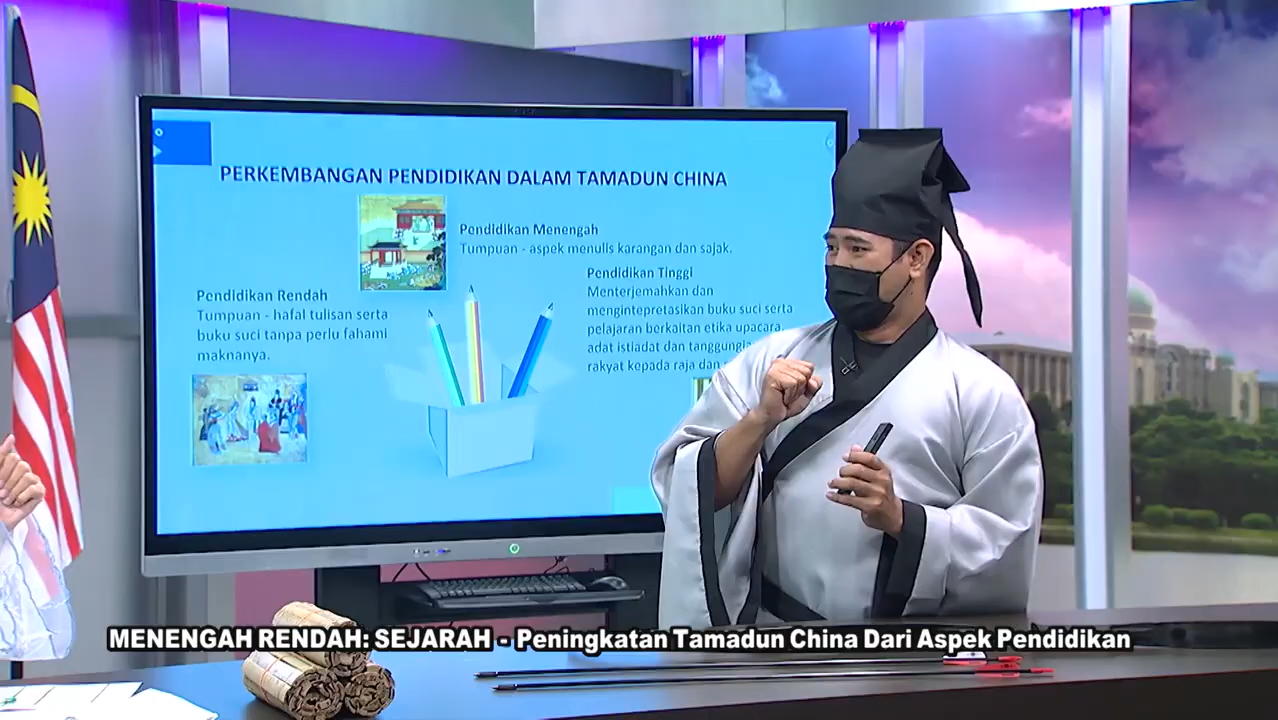 PERKEMBANGAN PENDIDIKAN DALAM TAMADUN CHINA
Pendidikan Menengah
Tumpuan - aspek menulis karangan dan sajak.
Pendidikan Tinggi
Menterjemahkan dan
mengintepretasikan buku suci serta
pelajaran berkaitan etika upacara,
adat istiadat dan
rakyat kepada raja dan
Pendidikan Rendah
Tumpuan - hafal tulisan serta
buku suci tanpa perlu fahami
maknanya.
MENENGAH RENDAH: SEJARAH - Peningkatan Tamadun China Dari Aspek Pendidikan